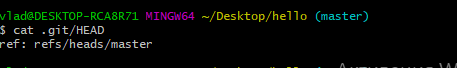 vlad@DESKTOP-RCA8R71 MINGW64 ~/Desktop/hello (master)
$ cat .git/HEAD
ref: refs/heads/master